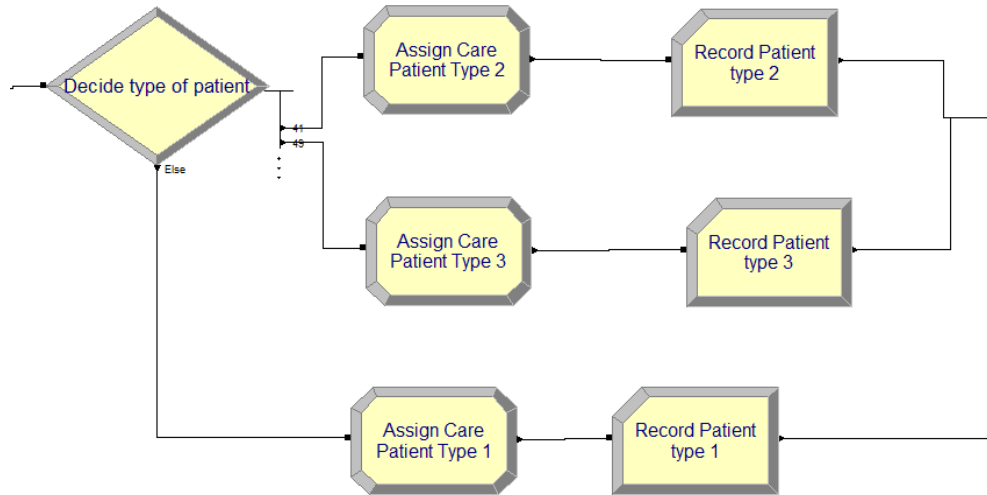 Assign Care
Patient Type 2
Record Patient
type 2
Decide type of patient
41
49
Else
Assign Care
Patient Type 3
Record Patient
type 3
Assign Care
Patient Type 1
Record Patient
type 1